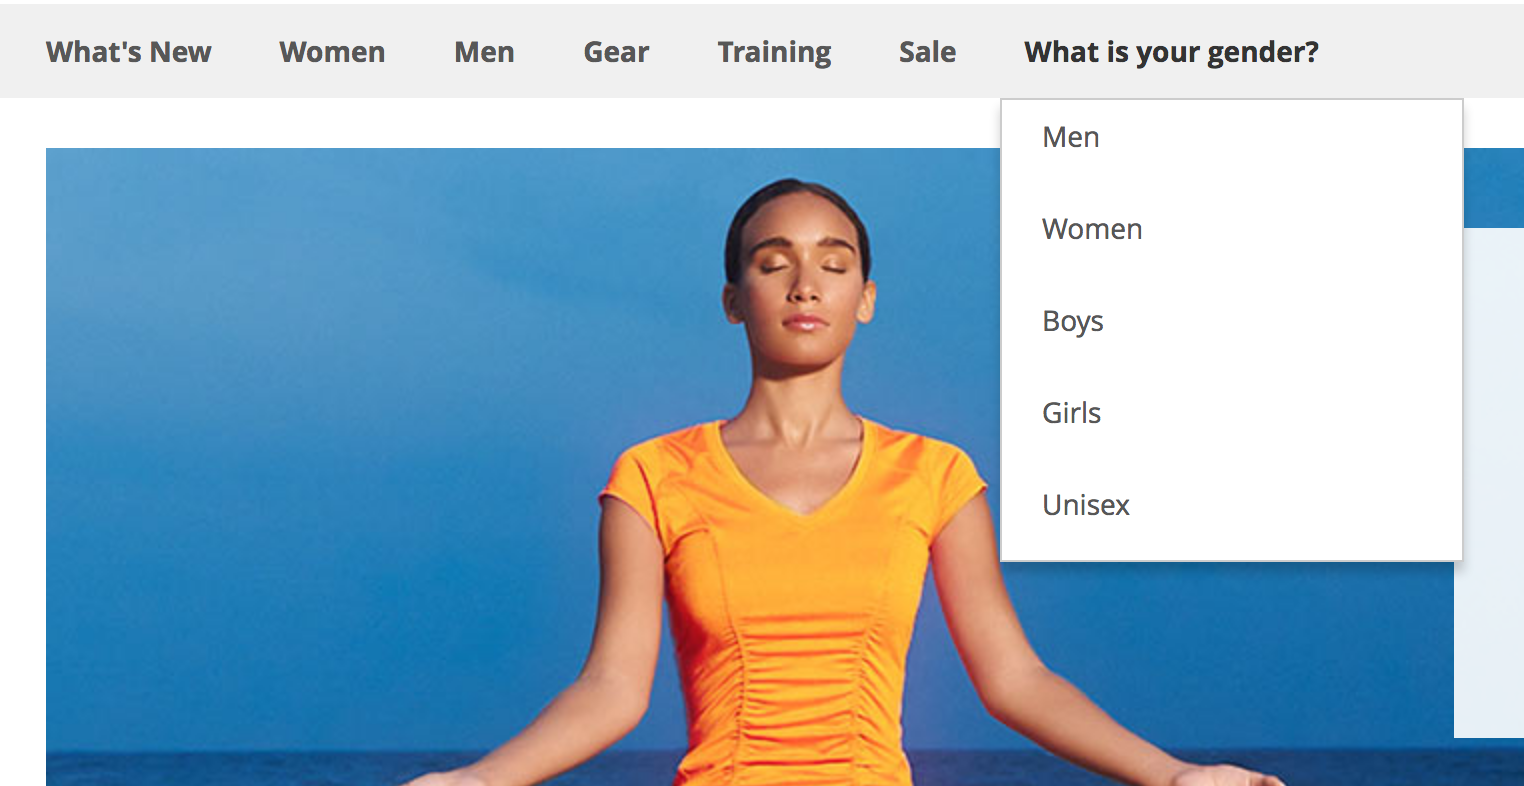 What's New Women Men Gear Training Sale What is your gender?
Men
Women
Boys
Girls
Unisex